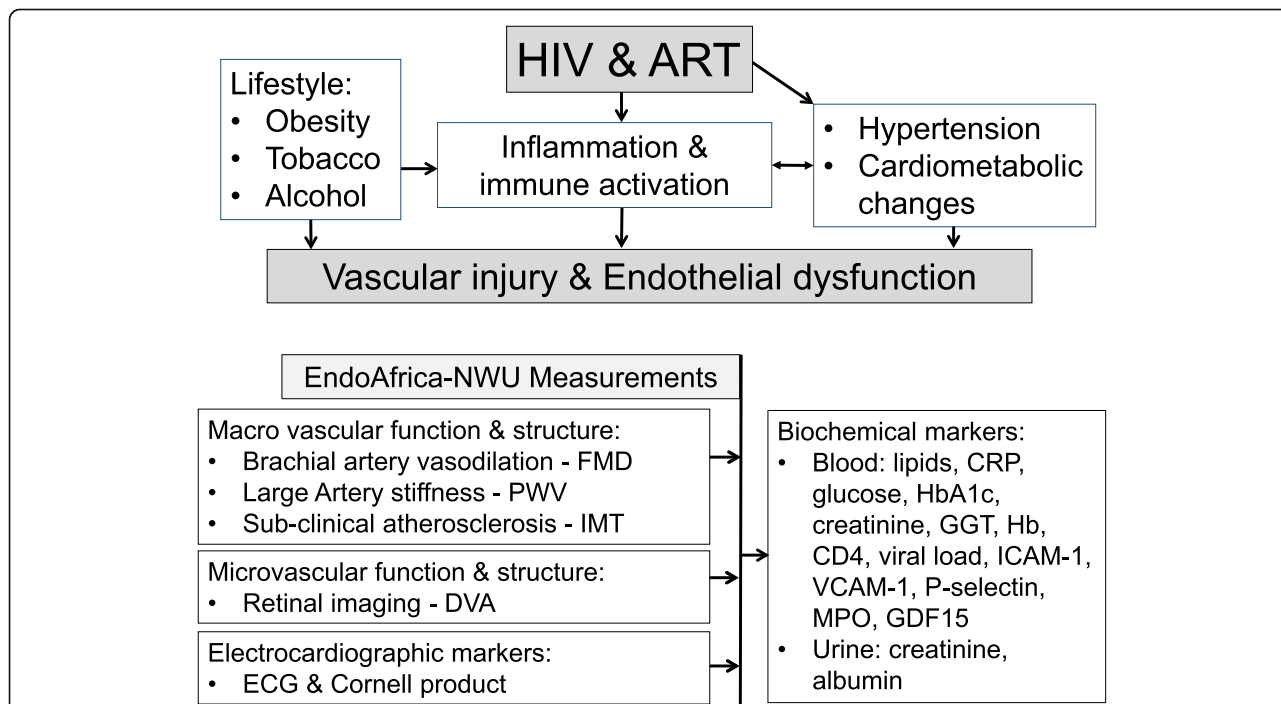 HIV & ART
Lifestyle:
• Obesity
• Tobacco
• Alcohol
Inflammation &
immune activation
• Hypertension
• Cardiometabolic
changes
Vascular injury & Endothelial dysfunction
EndoAfrica-NWU Measurements
Macro vascular function & structure:
• Brachial artery vasodilation - FMD
• Large Artery stiffness - PWV
• Sub-clinical atherosclerosis - IMT
Microvascular function & structure:
• Retinal imaging - DVA
Electrocardiographic markers:
• ECG & Cornell product
Biochemical markers:
• Blood: lipids, CRP,
glucose, HbA1c,
creatinine, GGT, Hb,
CD4, viral load, ICAM-1,
VCAM-1, P-selectin,
MPO, GDF15
• Urine: creatinine,
albumin